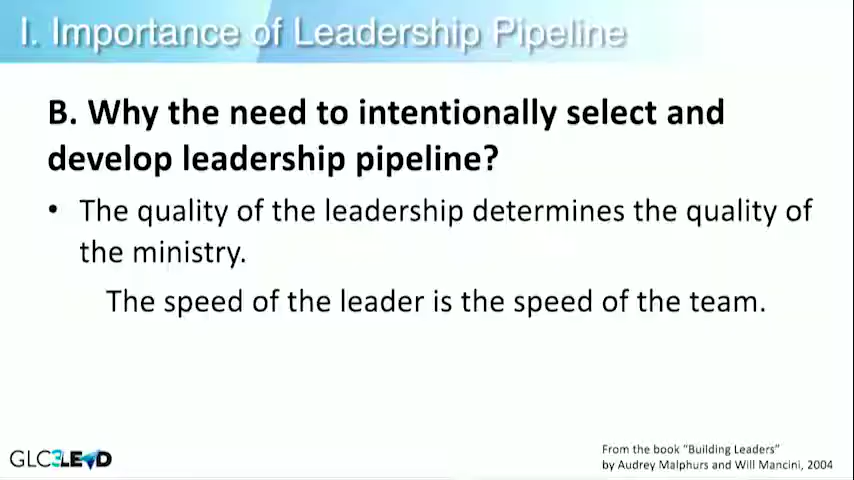 I. Importance of Leadership Pipeline
B. Why the need to intentionally select and
develop leadership pipeline?
• The quality of the leadership determines the quality of
the ministry.
The speed of the leader is the speed of the team.
From the book “Building Leaders”
by Audrey Malphurs and Will Mancini, 2004